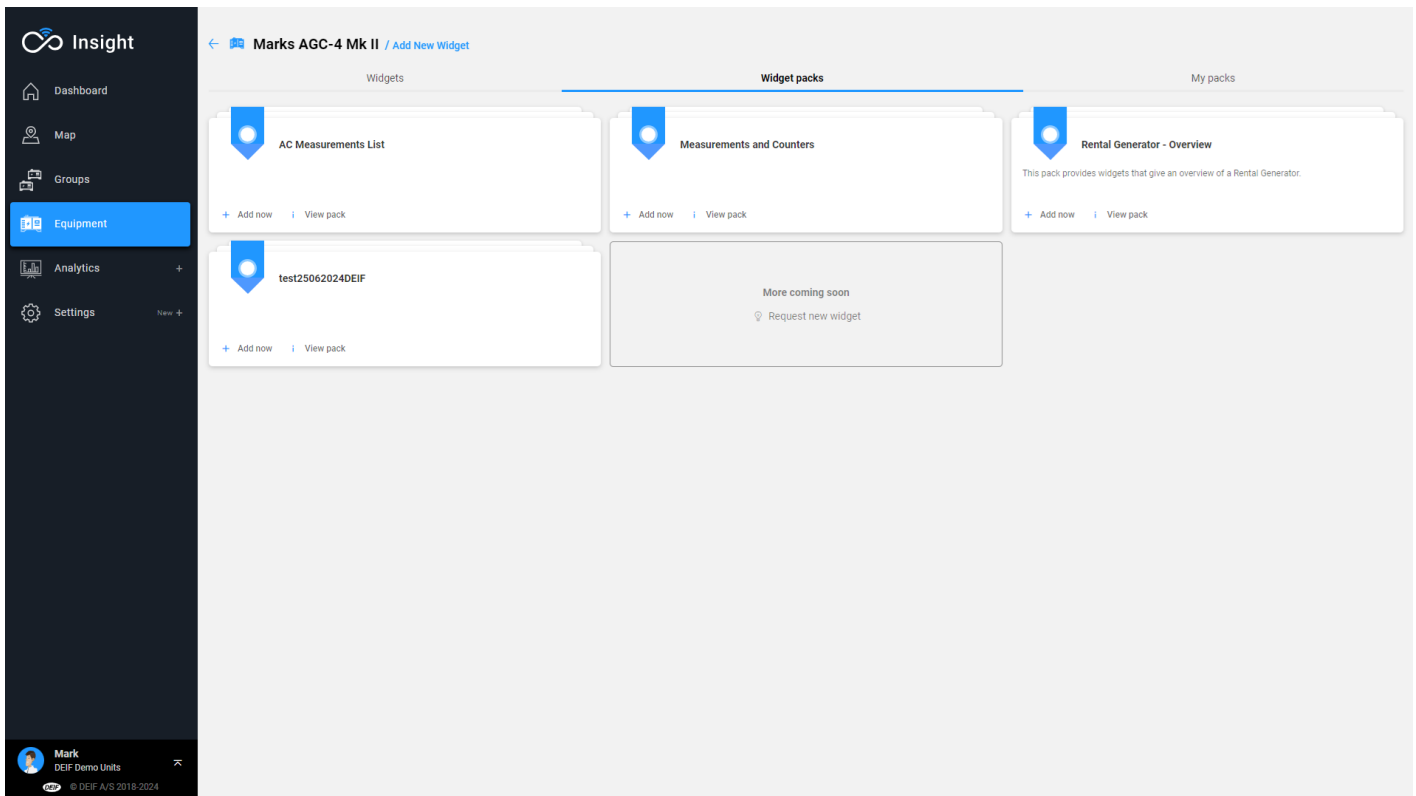 Insight
Dashboard
Map
Groups
Equipment
Analytics +
Settings New +
Mark
DEIF Demo Units
DEIF © DEIF A/S 2018-2024
← Marks AGC-4 Mk II / Add New Widget
Widgets Widget packs My packs
AC Measurements List
+ Add now i View pack
Measurements and Counters
+ Add now i View pack
Rental Generator - Overview
This pack provides widgets that give an overview of a Rental Generator.
+ Add now i View pack
test25062024DEIF
+ Add now i View pack
More coming soon
Request new widget